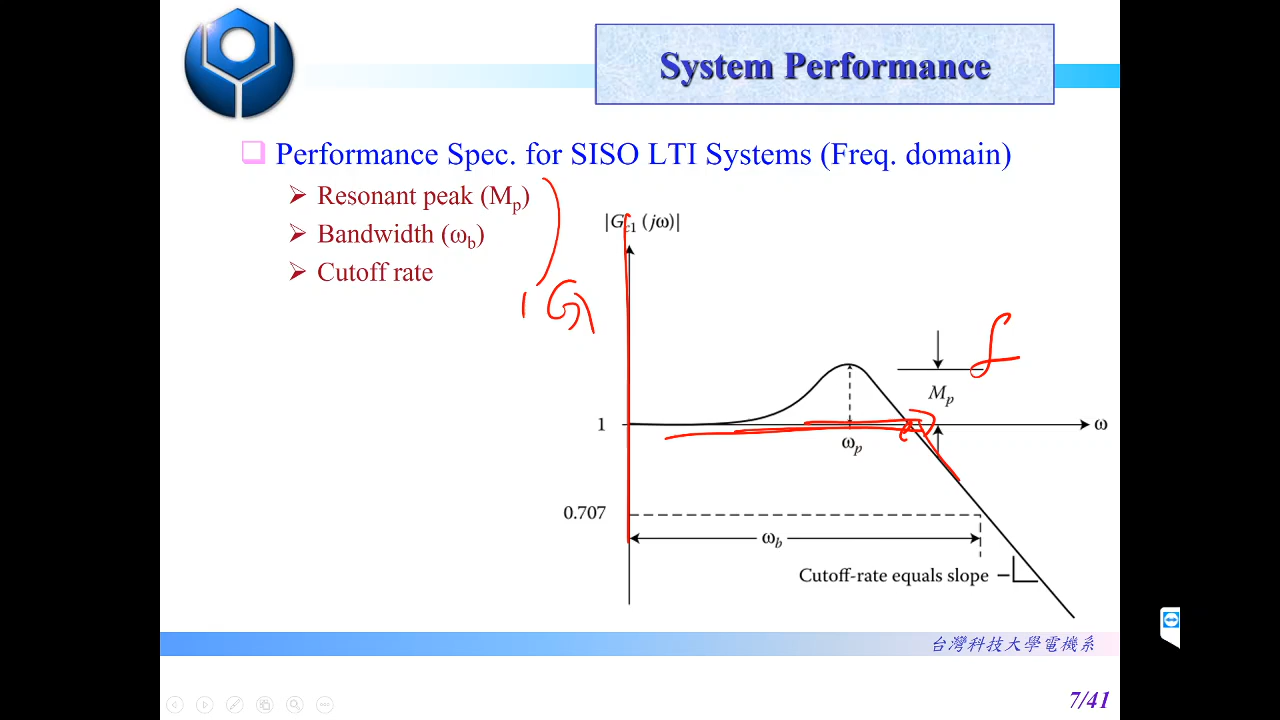 System Performance
Performance Spec. for SISO LTI Systems (Freq. domain)
Resonant peak (Mp)
Bandwidth (ωb)
Cutoff rate
|Gc1 (jω)|
Mp
1
ω
ωp
0.707
ωb
Cutoff-rate equals slope
台灣科技大學電機系
7/41